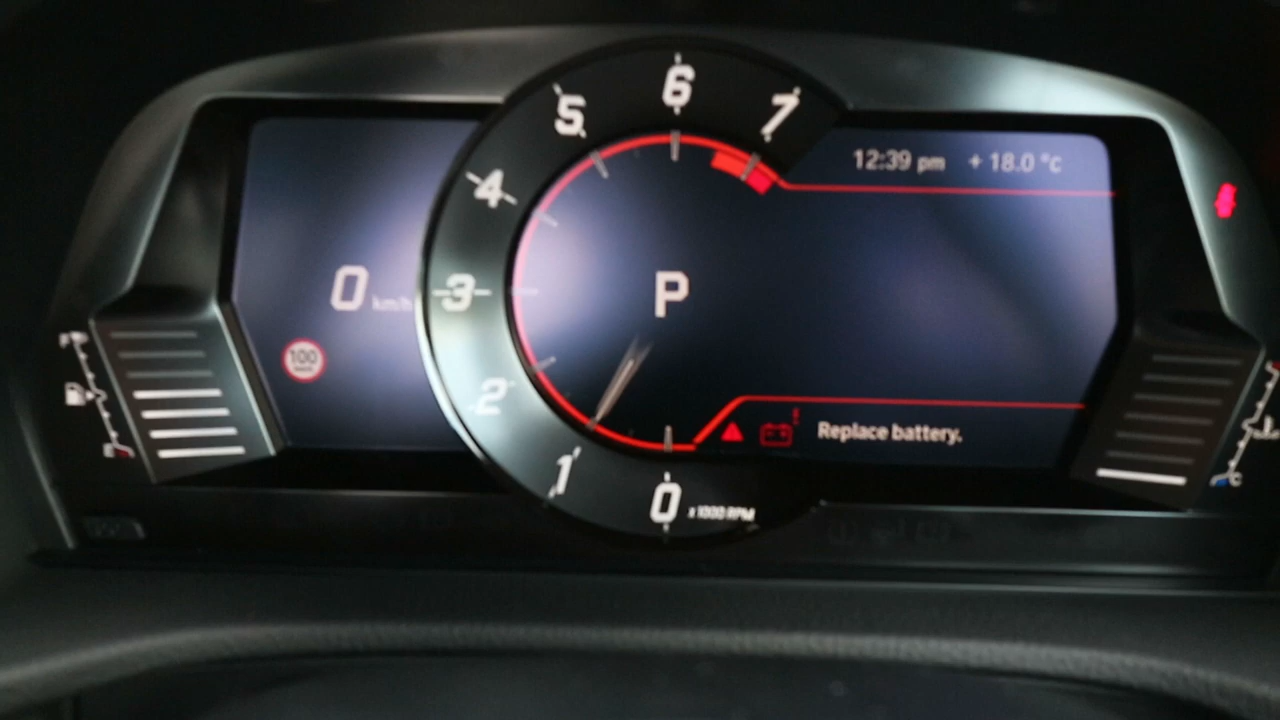 12:39 pm + 18.0 °c
5 6 7
4
3
2
1
0 x1000 RPM
P
0 km/h
100
Replace battery.
C